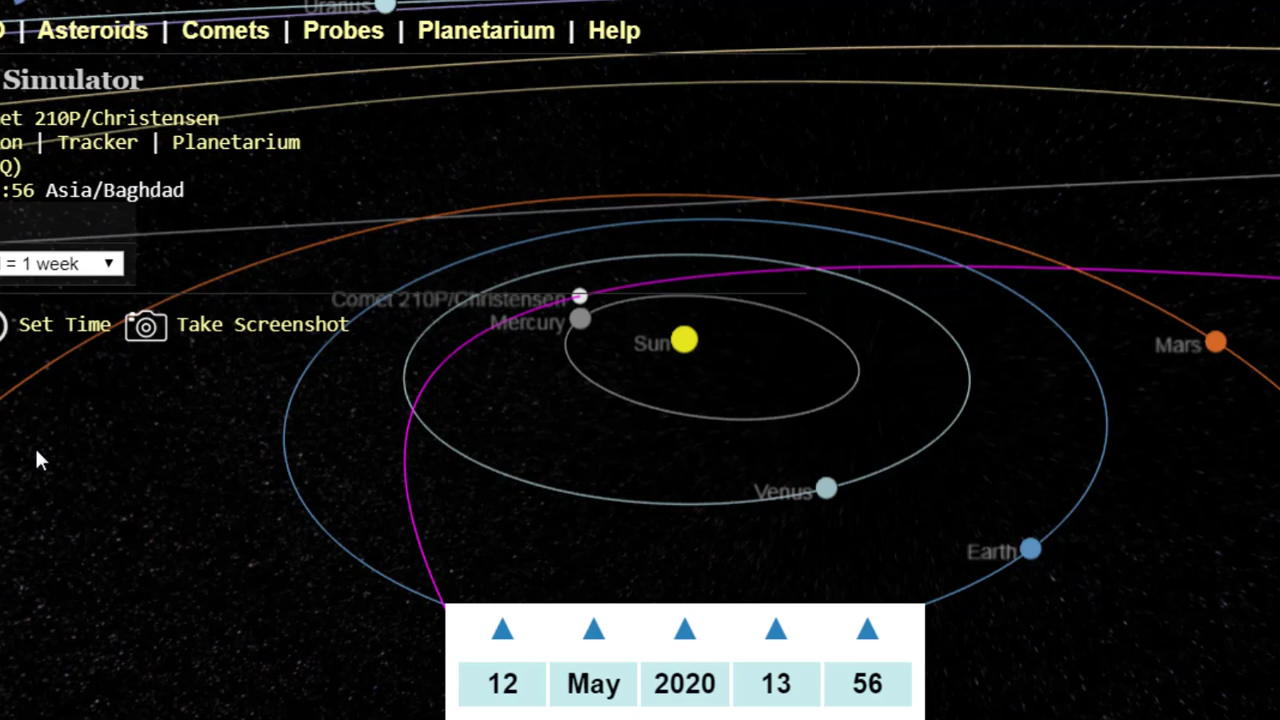 Uranus
| Asteroids | Comets | Probes | Planetarium | Help
Simulator
et 210P/Christensen
on | Tracker | Planetarium
Q)
:56 Asia/Baghdad
= 1 week
Comet 210P/Christensen
Mercury
Set Time Take Screenshot
Sun
Mars
Venus
Earth
12 May 2020 13 56